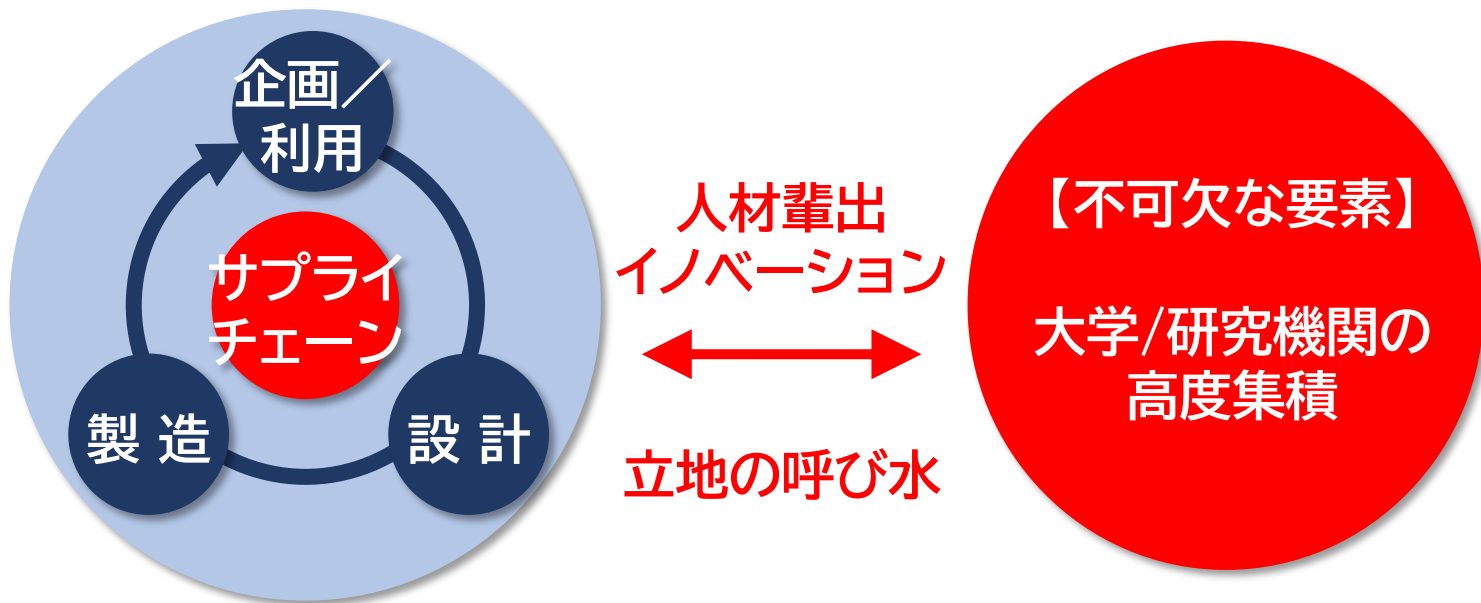 企画／
利用
サプライ
チェーン
製 造
設 計
人材輩出
イノベーション
立地の呼び水
【不可欠な要素】
大学/研究機関の
高度集積